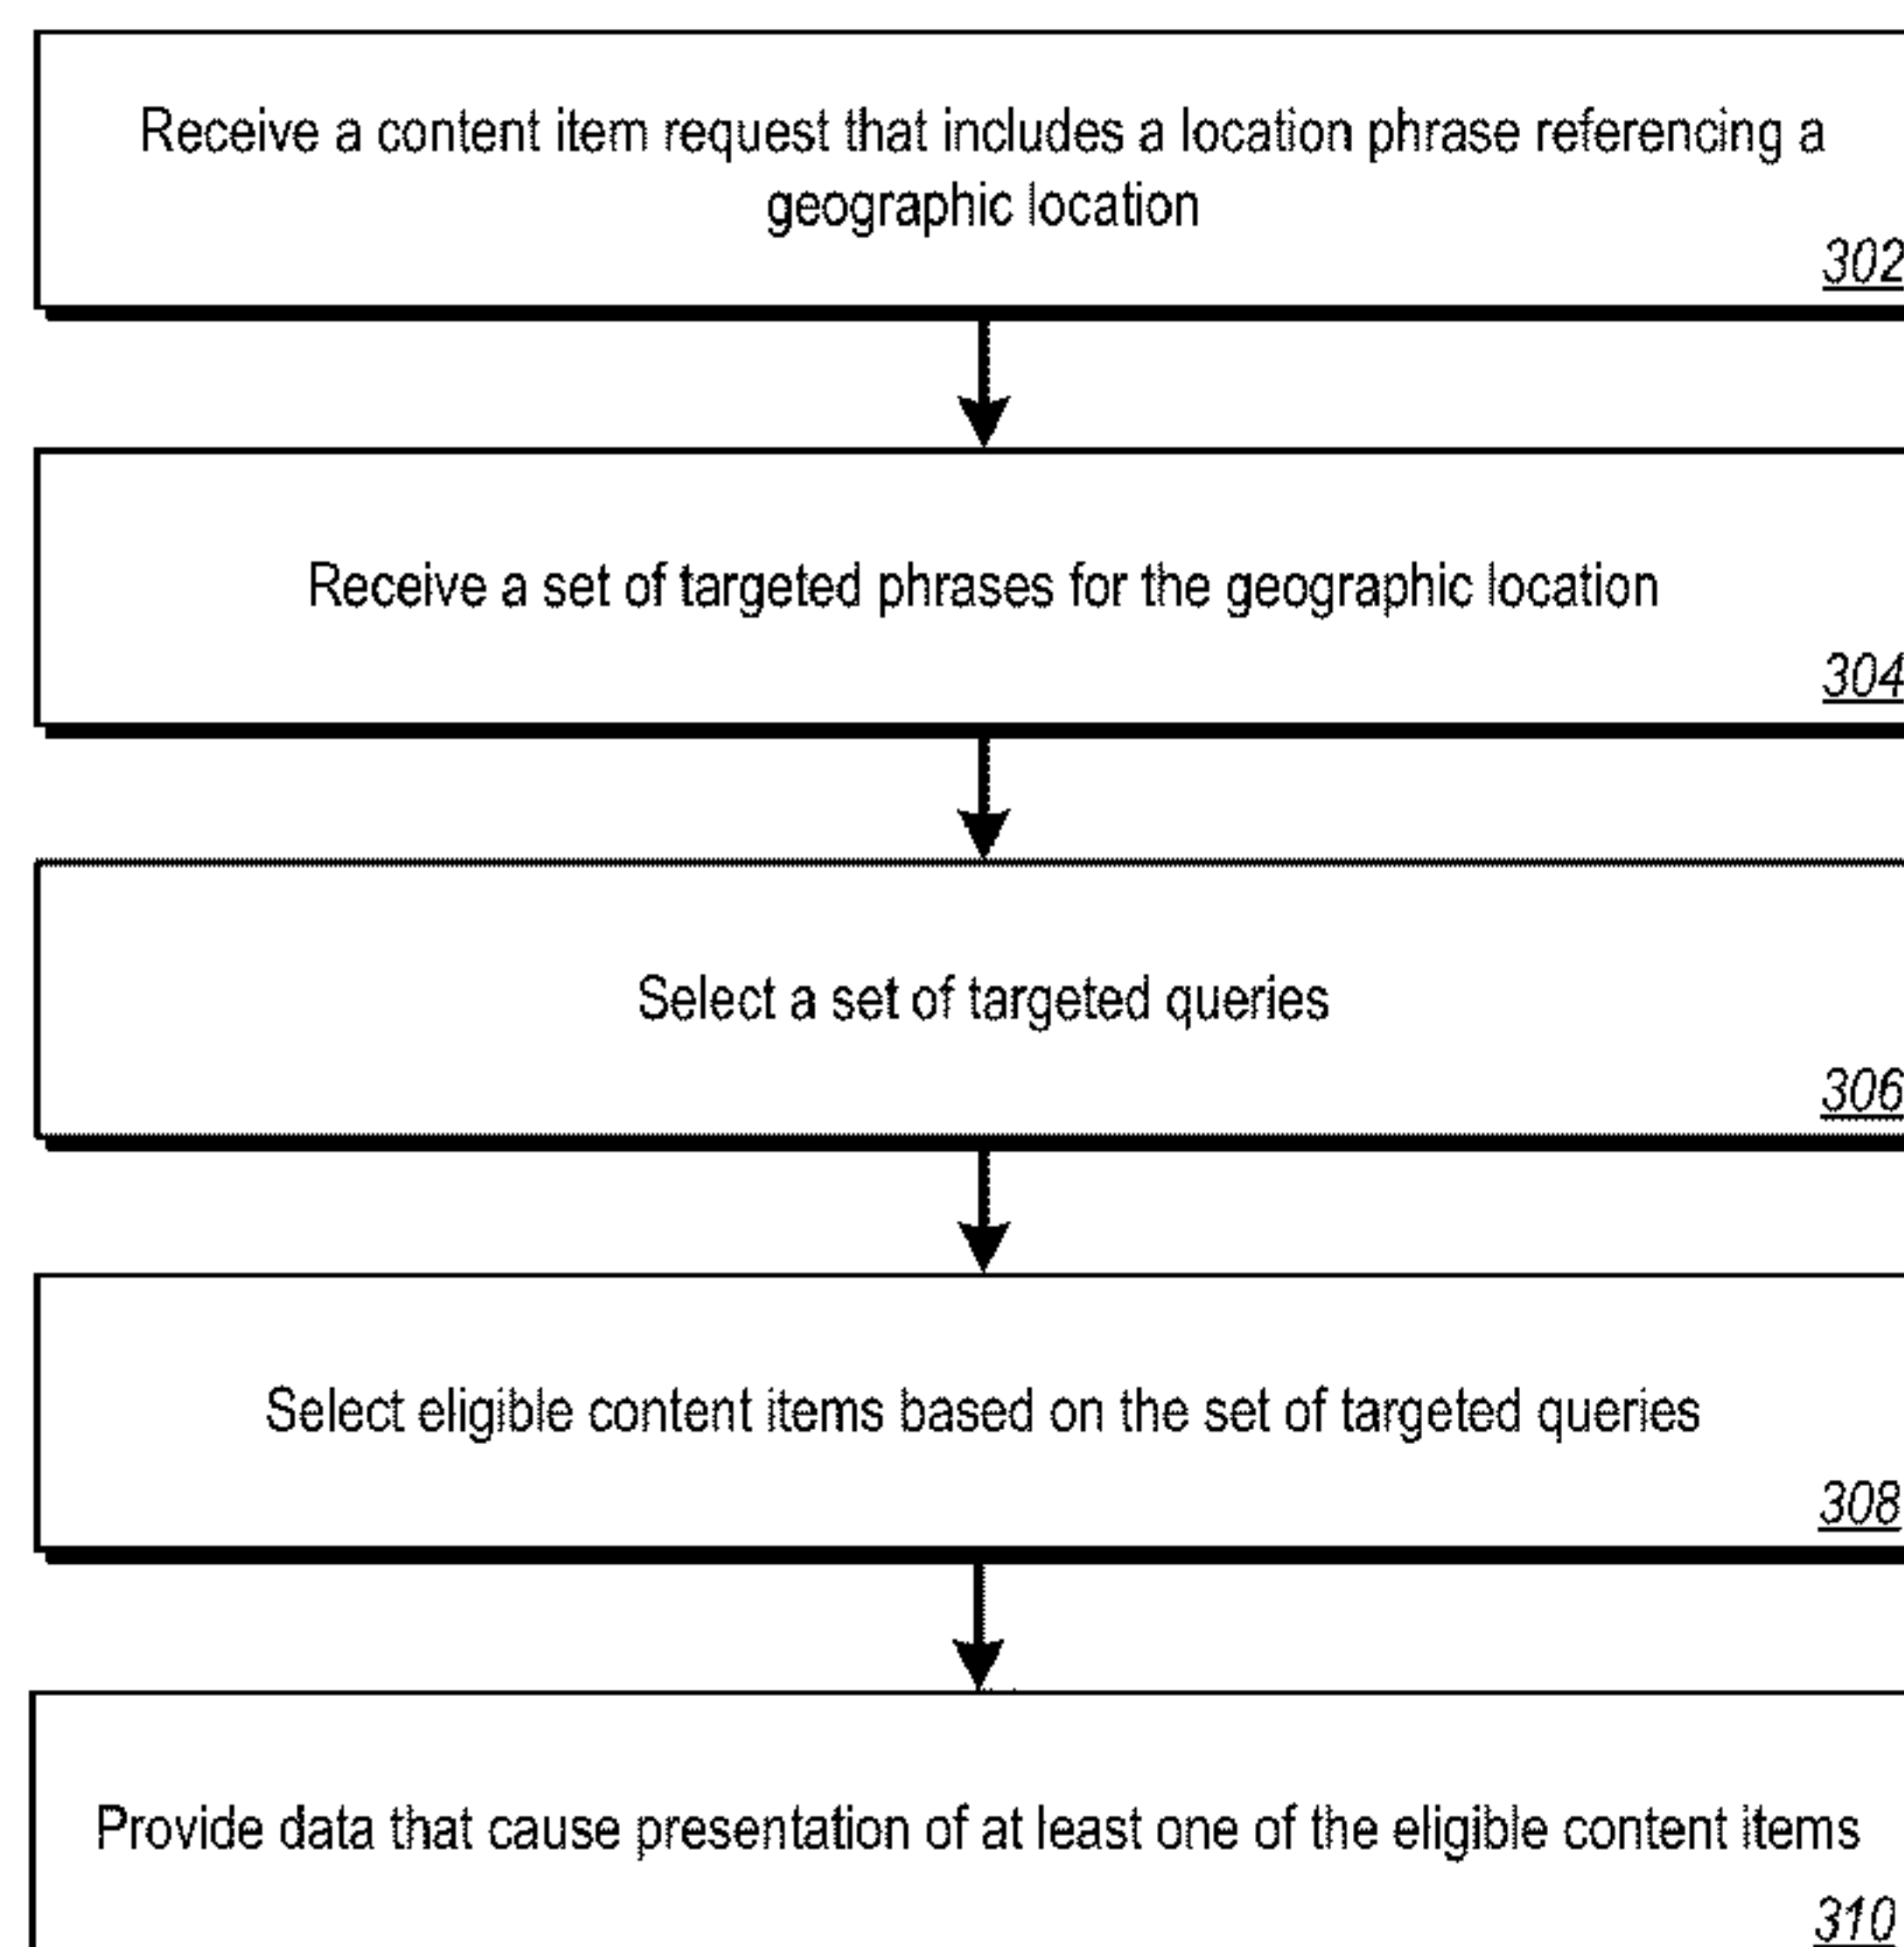 Receive a content item request that includes a location phrase referencing a
geographic location
302
Receive a set of targeted phrases for the geographic location
304
Select a set of targeted queries
306
Select eligible content items based on the set of targeted queries
308
Provide data that cause presentation of at least one of the eligible content items
310